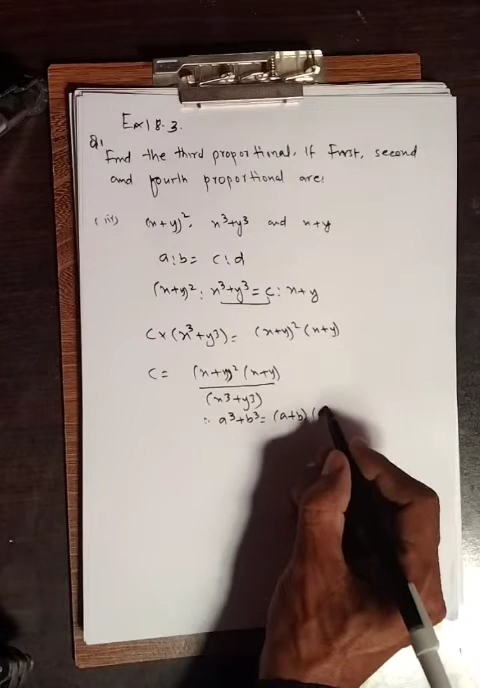 Ex 18.3.
Q1
Find the third proportional. If First, second
and fourth proportional are:
(iii) (x+y)², x³+y³ and x+y
a:b = c:d
(x+y)² : x³+y³ = c : x+y
c × (x³+y³) = (x+y)² (x+y)
c = (x+y)² (x+y)
(x³+y³)
∵ a³+b³ = (a+b) (